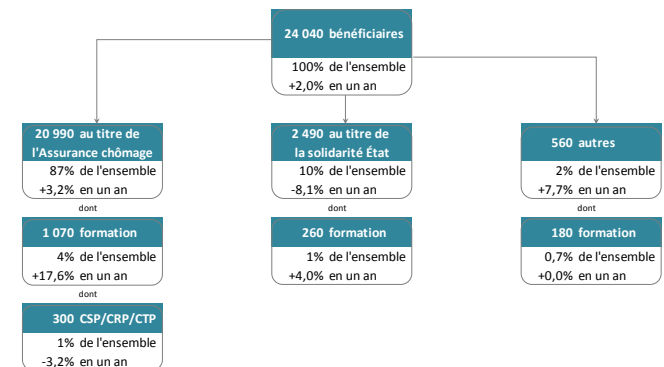 24 040 bénéficiaires
100% de l'ensemble
+2,0% en un an
20 990 au titre de
l'Assurance chômage
87% de l'ensemble
+3,2% en un an
dont
1 070 formation
4% de l'ensemble
+17,6% en un an
dont
300 CSP/CRP/CTP
1% de l'ensemble
-3,2% en un an
2 490 au titre de
la solidarité État
10% de l'ensemble
-8,1% en un an
dont
260 formation
1% de l'ensemble
+4,0% en un an
560 autres
2% de l'ensemble
+7,7% en un an
dont
180 formation
0,7% de l'ensemble
+0,0% en un an